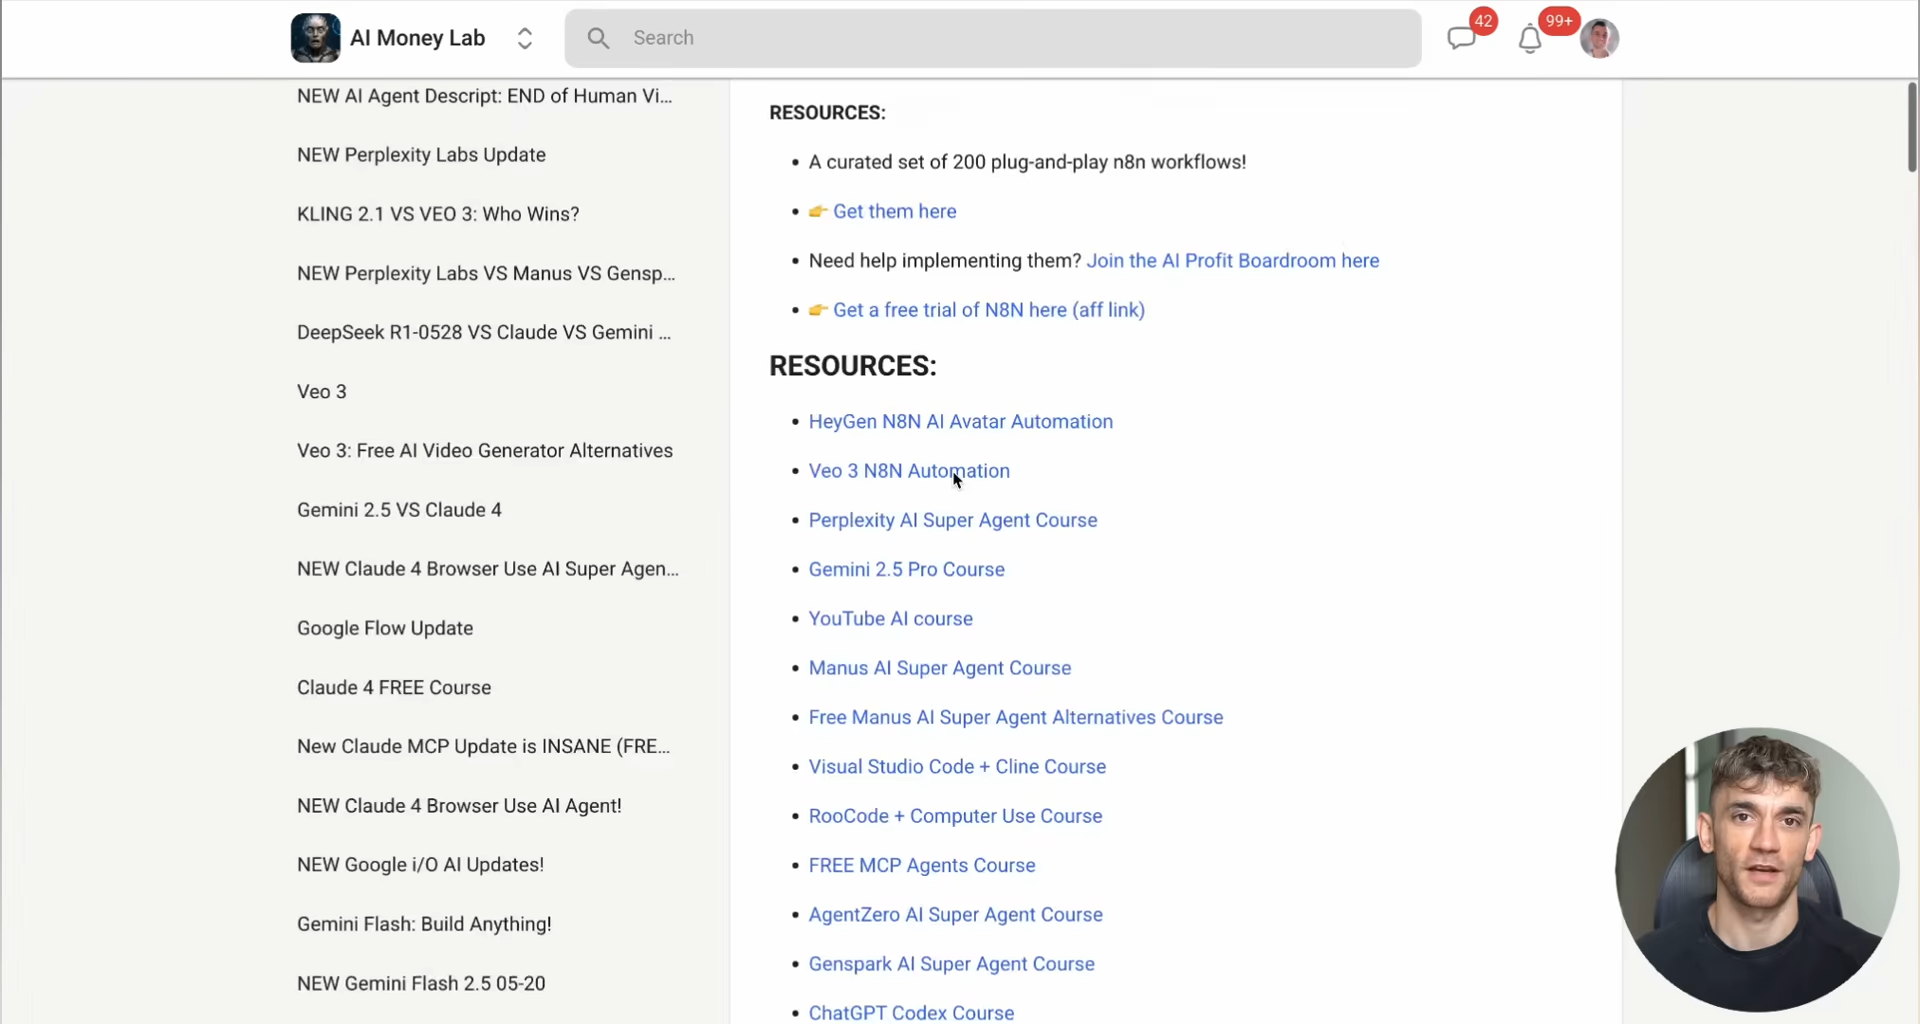 AI Money Lab
Search
42
99+
NEW AI Agent Descript: END of Human Vi...
NEW Perplexity Labs Update
KLING 2.1 VS VEO 3: Who Wins?
NEW Perplexity Labs VS Manus VS Gensp...
DeepSeek R1-0528 VS Claude VS Gemini ...
Veo 3
Veo 3: Free AI Video Generator Alternatives
Gemini 2.5 VS Claude 4
NEW Claude 4 Browser Use AI Super Agen...
Google Flow Update
Claude 4 FREE Course
New Claude MCP Update is INSANE (FRE...
NEW Claude 4 Browser Use AI Agent!
NEW Google i/O AI Updates!
Gemini Flash: Build Anything!
NEW Gemini Flash 2.5 05-20
RESOURCES:
• A curated set of 200 plug-and-play n8n workflows!
• 👉 Get them here
• Need help implementing them? Join the AI Profit Boardroom here
• 👉 Get a free trial of N8N here (aff link)
RESOURCES:
• HeyGen N8N AI Avatar Automation
• Veo 3 N8N Automation
• Perplexity AI Super Agent Course
• Gemini 2.5 Pro Course
• YouTube AI course
• Manus AI Super Agent Course
• Free Manus AI Super Agent Alternatives Course
• Visual Studio Code + Cline Course
• RooCode + Computer Use Course
• FREE MCP Agents Course
• AgentZero AI Super Agent Course
• Genspark AI Super Agent Course
• ChatGPT Codex Course